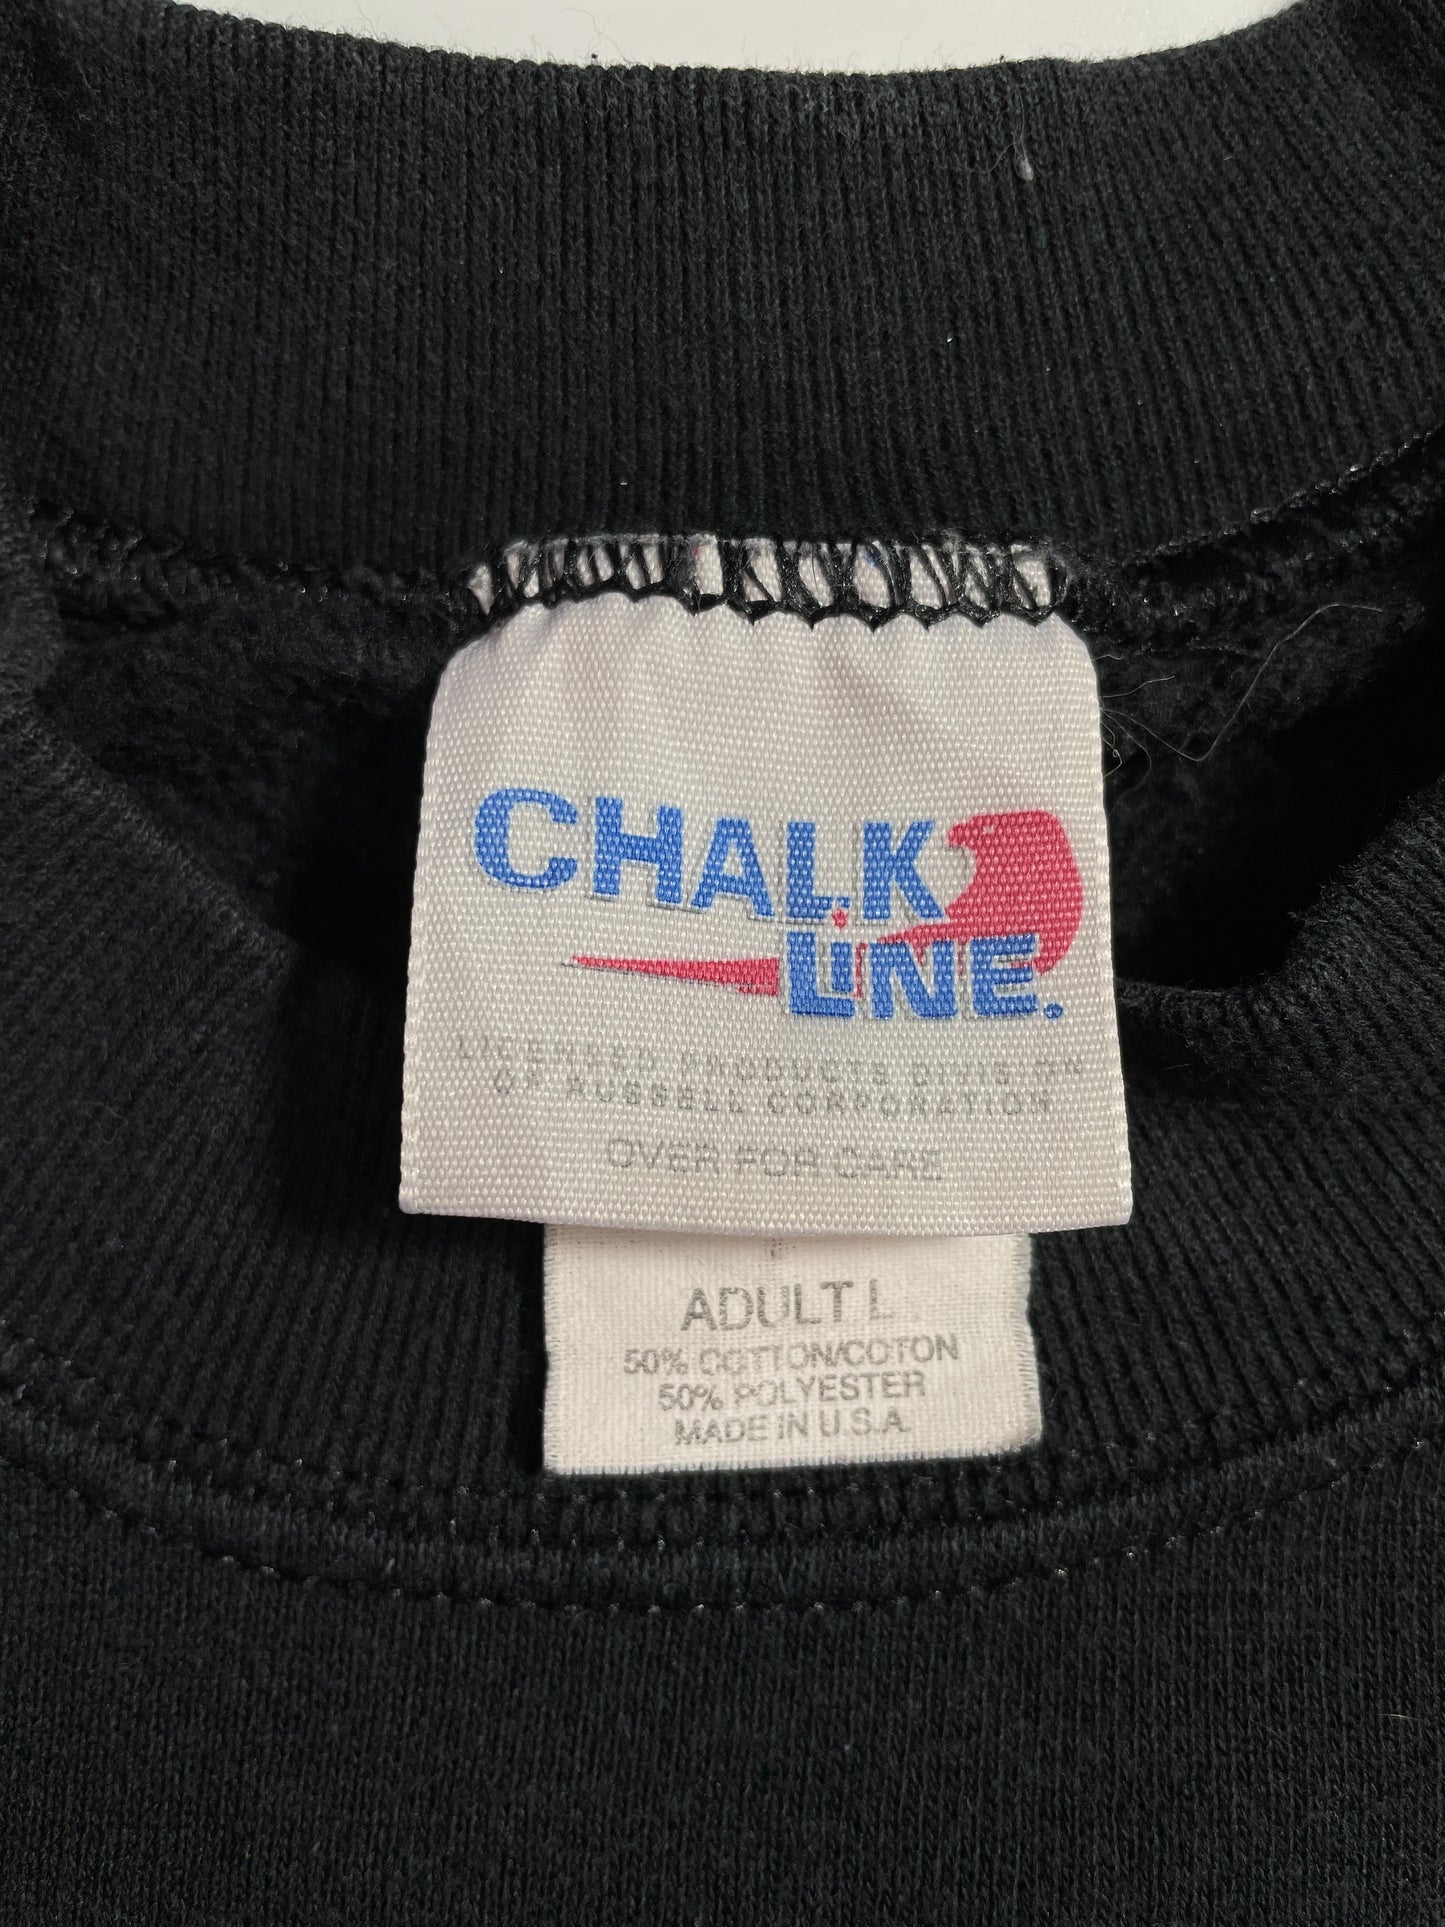 CHALK
LiNE.
LICENSED PRODUCTS DIVISION
OF RUSSELL CORPORATION
OVER FOR CARE
ADULT L
50% COTTON/COTON
50% POLYESTER
MADE IN U.S.A.